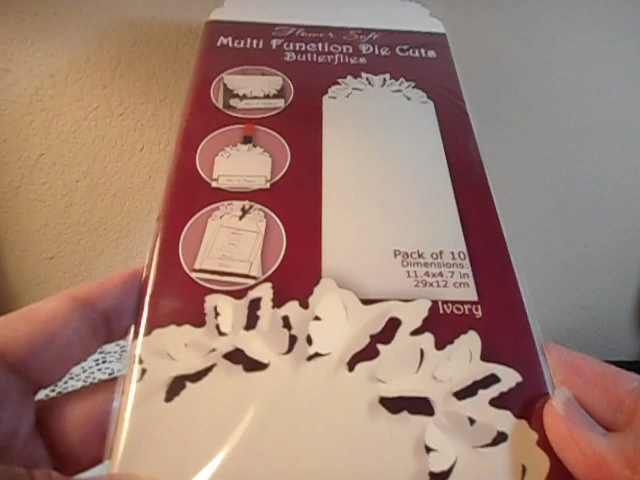 Flower Soft
Multi Function Die Cuts
Butterflies
Pack of 10
Dimensions:
11.4x4.7 in
29x12 cm
Ivory